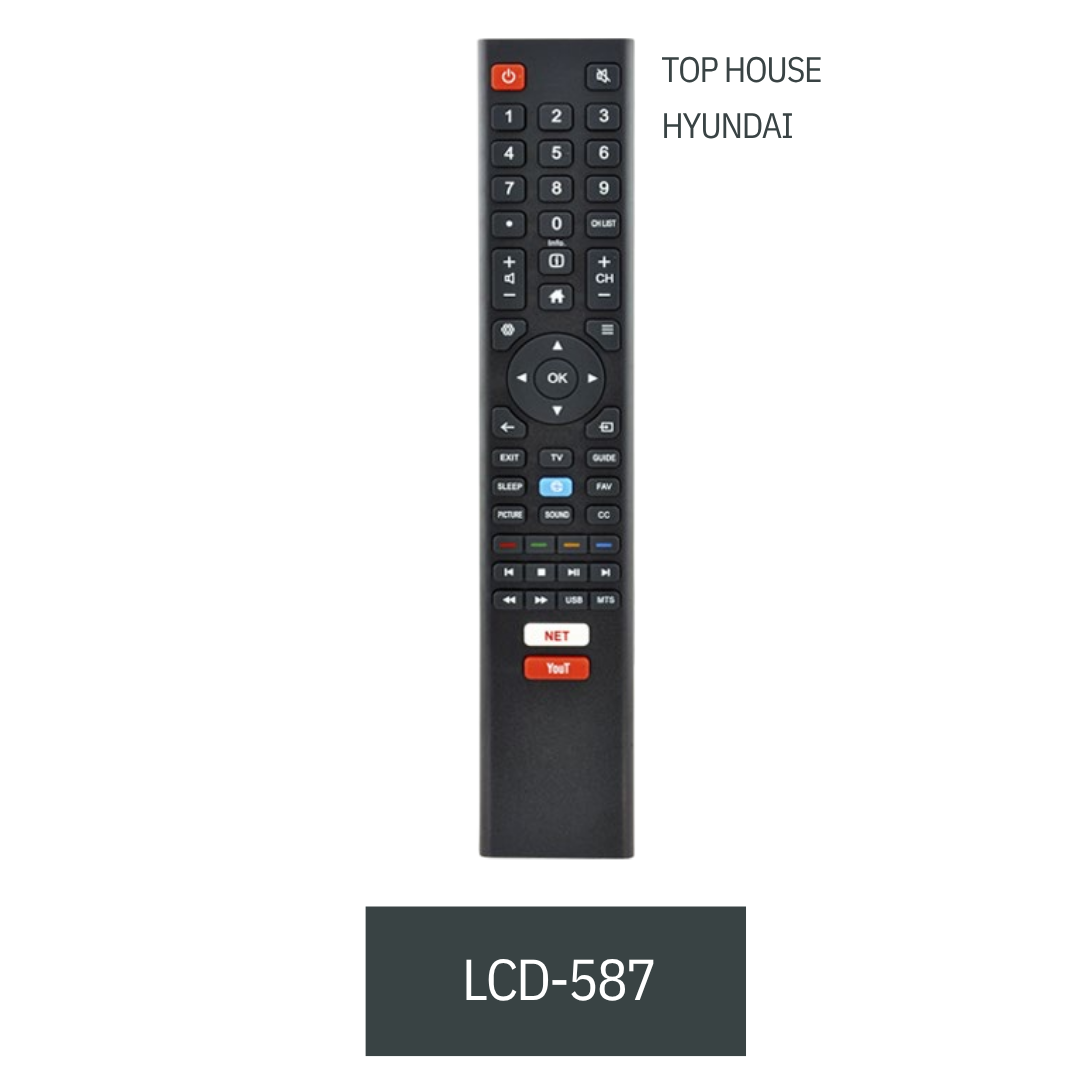 TOP HOUSE
HYUNDAI
1 2 3
4 5 6
7 8 9
• 0 CH LIST
Info.
+ +
CH
− −
OK
EXIT TV GUIDE
SLEEP FAV
PICTURE SOUND CC
USB MTS
NET
YouT
LCD-587